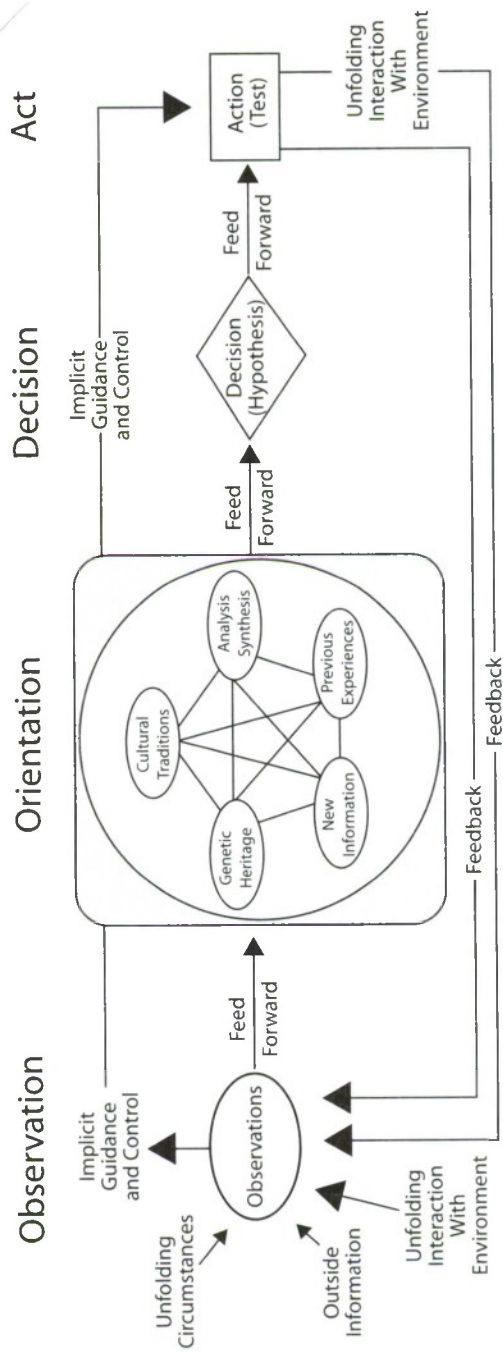 Observation
Orientation
Decision
Act
Implicit
Guidance
and Control
Unfolding
Circumstances
Observations
Outside
Information
Unfolding
Interaction
With
Environment
Feed
Forward
Cultural
Traditions
Genetic
Heritage
Analysis
Synthesis
New
Information
Previous
Experiences
Feed
Forward
Implicit
Guidance
and Control
Decision
(Hypothesis)
Feed
Forward
Action
(Test)
Unfolding
Interaction
With
Environment
Feedback
Feedback